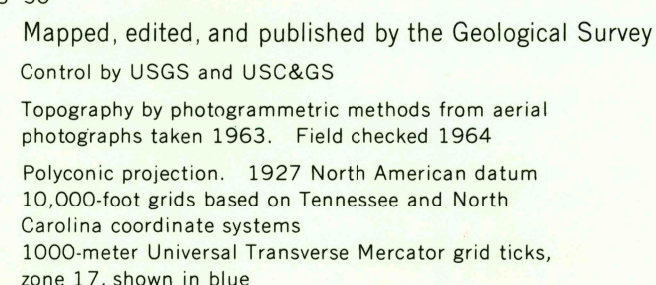 Mapped, edited, and published by the Geological Survey
Control by USGS and USC&GS
Topography by photogrammetric methods from aerial
photographs taken 1963. Field checked 1964
Polyconic projection. 1927 North American datum
10,000-foot grids based on Tennessee and North
Carolina coordinate systems
1000-meter Universal Transverse Mercator grid ticks,
zone 17, shown in blue